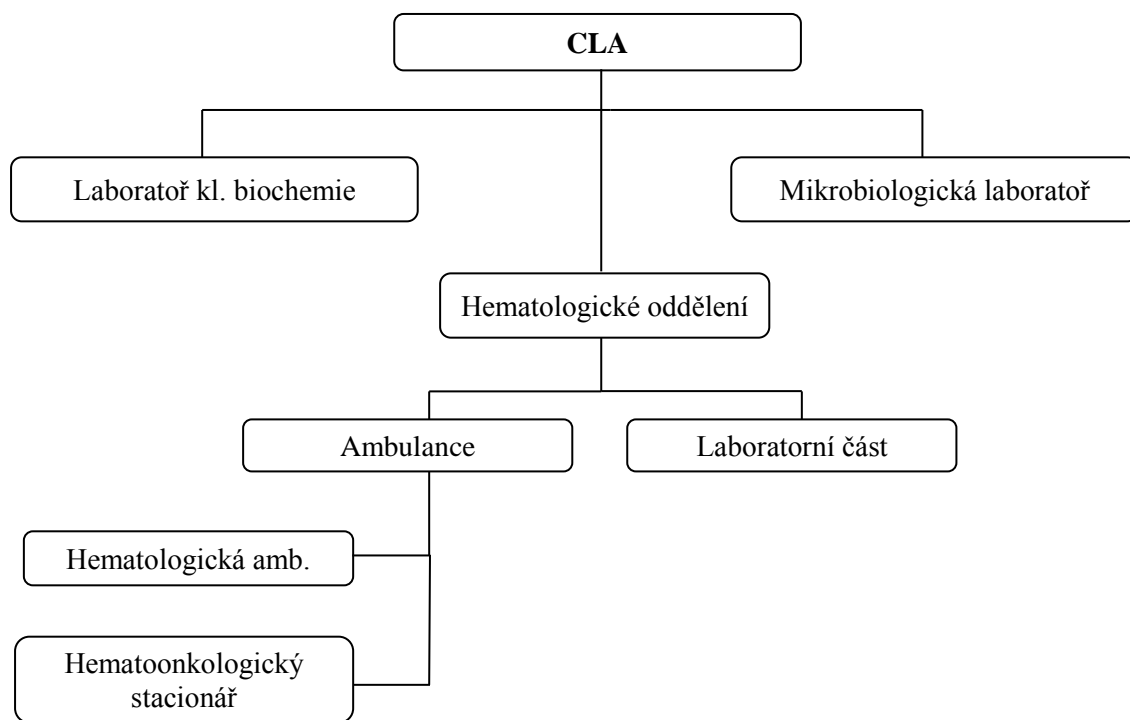 CLA
Laboratoř kl. biochemie
Mikrobiologická laboratoř
Hematologické oddělení
Ambulance
Laboratorní část
Hematologická amb.
Hematoonkologický
stacionář